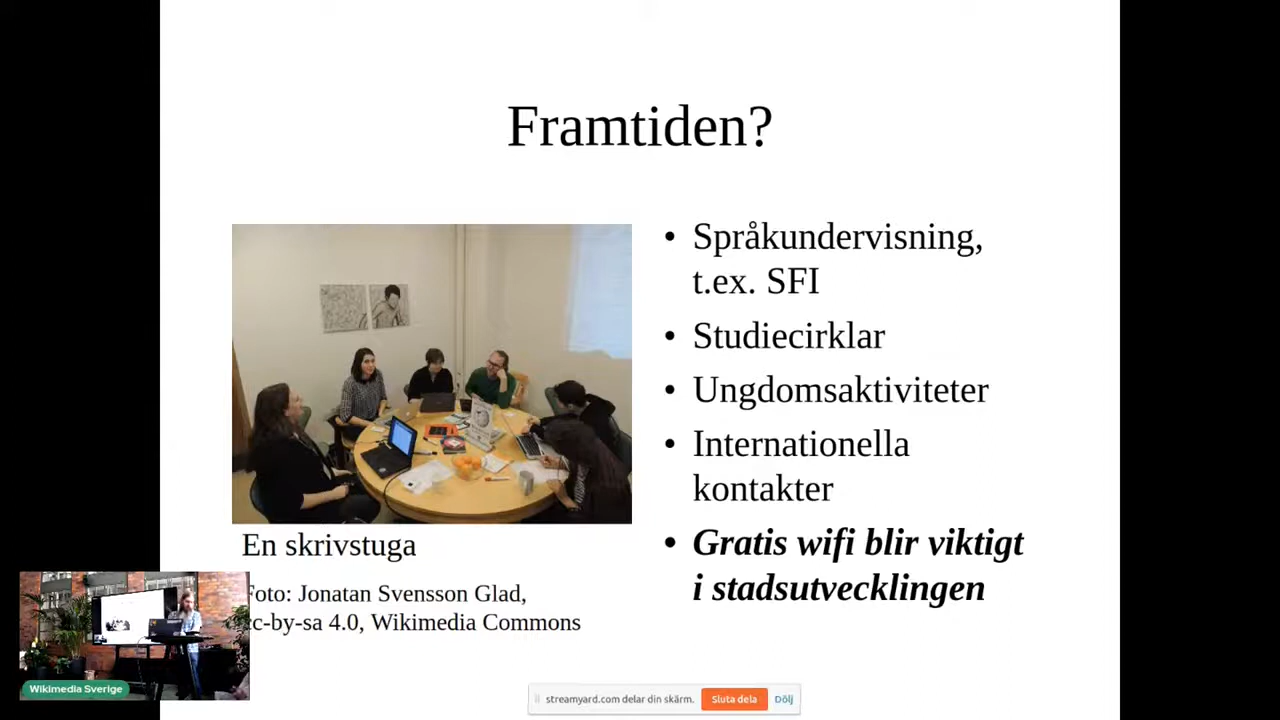 Framtiden?
• Språkundervisning,
t.ex. SFI
• Studiecirklar
• Ungdomsaktiviteter
• Internationella
kontakter
• Gratis wifi blir viktigt
i stadsutvecklingen
En skrivstuga
Foto: Jonatan Svensson Glad,
cc-by-sa 4.0, Wikimedia Commons
Wikimedia Sverige
streamyard.com delar din skärm. Sluta dela Dölj